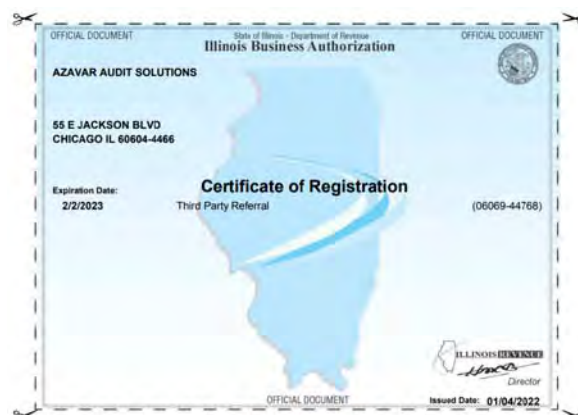 OFFICIAL DOCUMENT
State of Illinois - Department of Revenue
OFFICIAL DOCUMENT
Illinois Business Authorization
AZAVAR AUDIT SOLUTIONS
55 E JACKSON BLVD
CHICAGO IL 60604-4466
Certificate of Registration
Expiration Date:
2/2/2023
Third Party Referral
(06069-44768)
ILLINOIS REVENUE
Director
OFFICIAL DOCUMENT
Issued Date: 01/04/2022